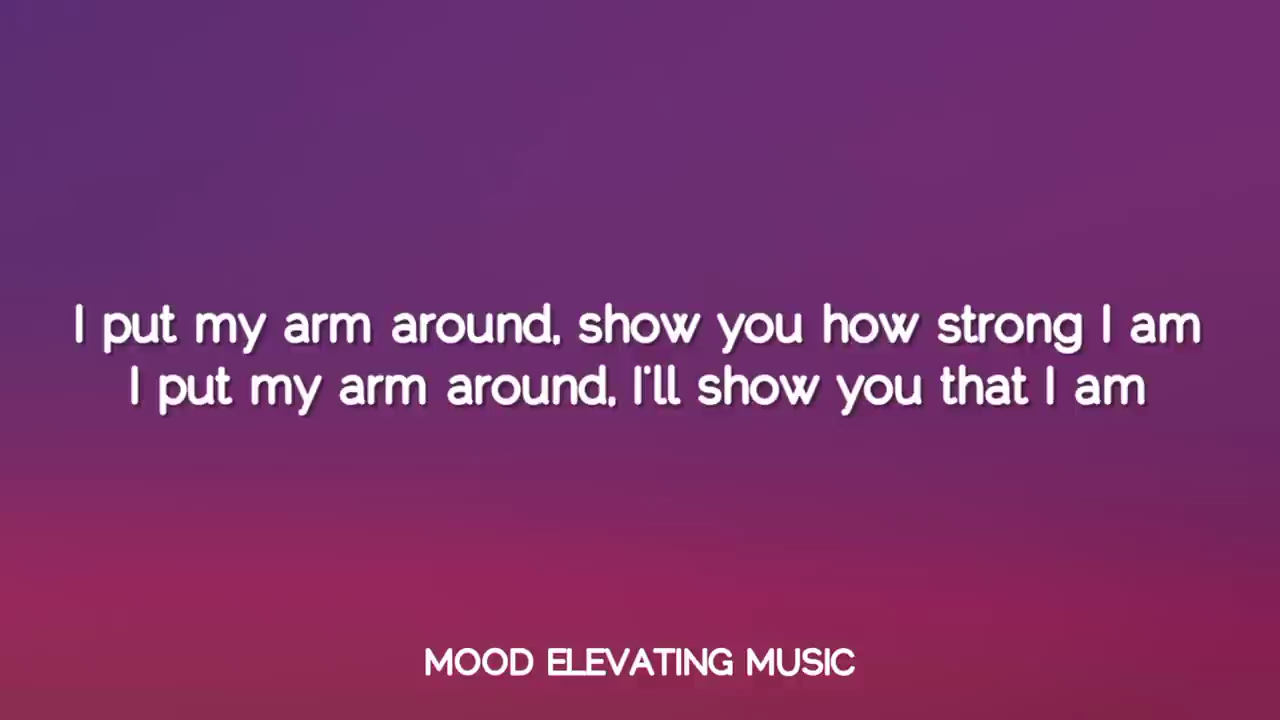 I put my arm around, show you how strong I am
I put my arm around, I'll show you that I am
MOOD ELEVATING MUSIC